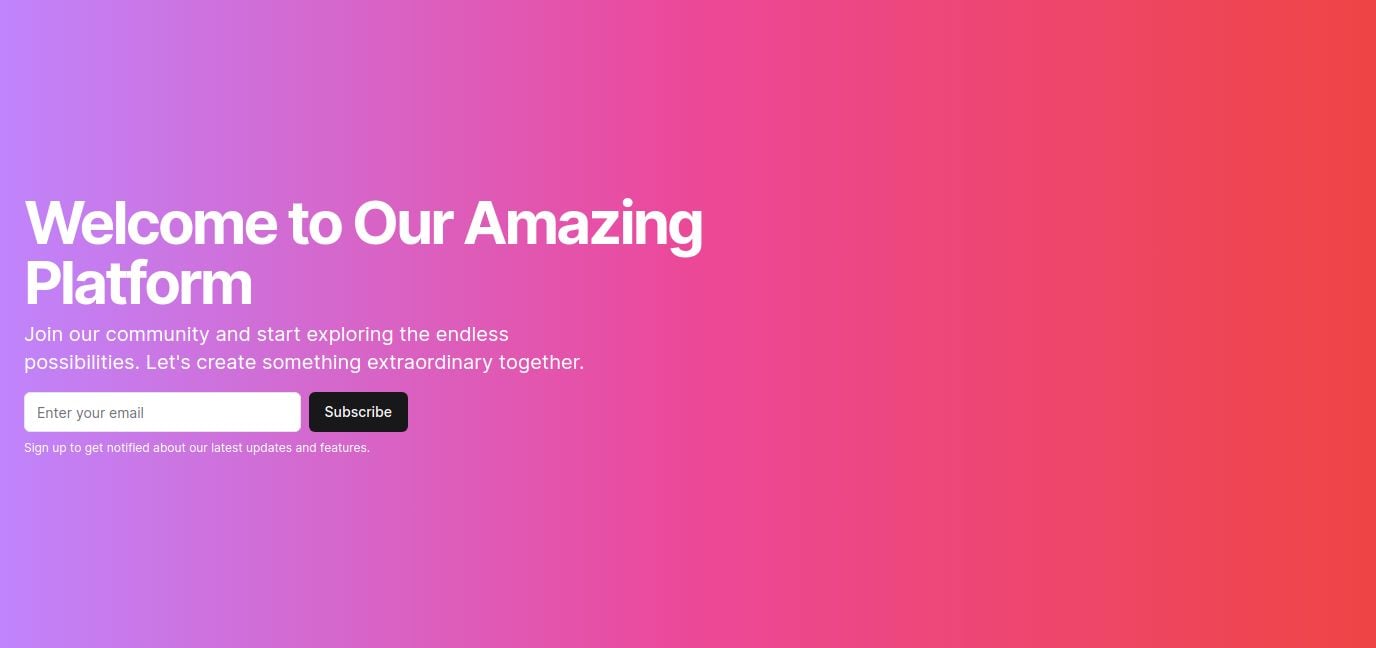 Welcome to Our Amazing
Platform
Join our community and start exploring the endless
possibilities. Let's create something extraordinary together.
Enter your email
Subscribe
Sign up to get notified about our latest updates and features.